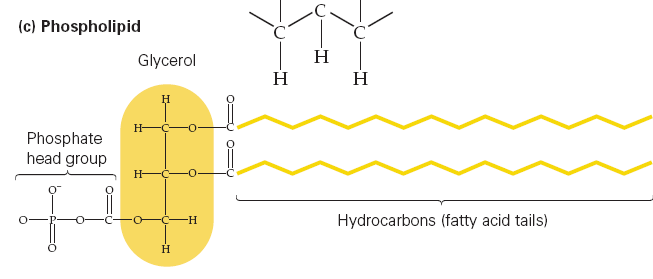 (c) Phospholipid
C
C C
H
H H
Glycerol
H O
H C O C
Phosphate
head group
O
H C O C
O⁻ O
O P O C O C H
O H
Hydrocarbons (fatty acid tails)